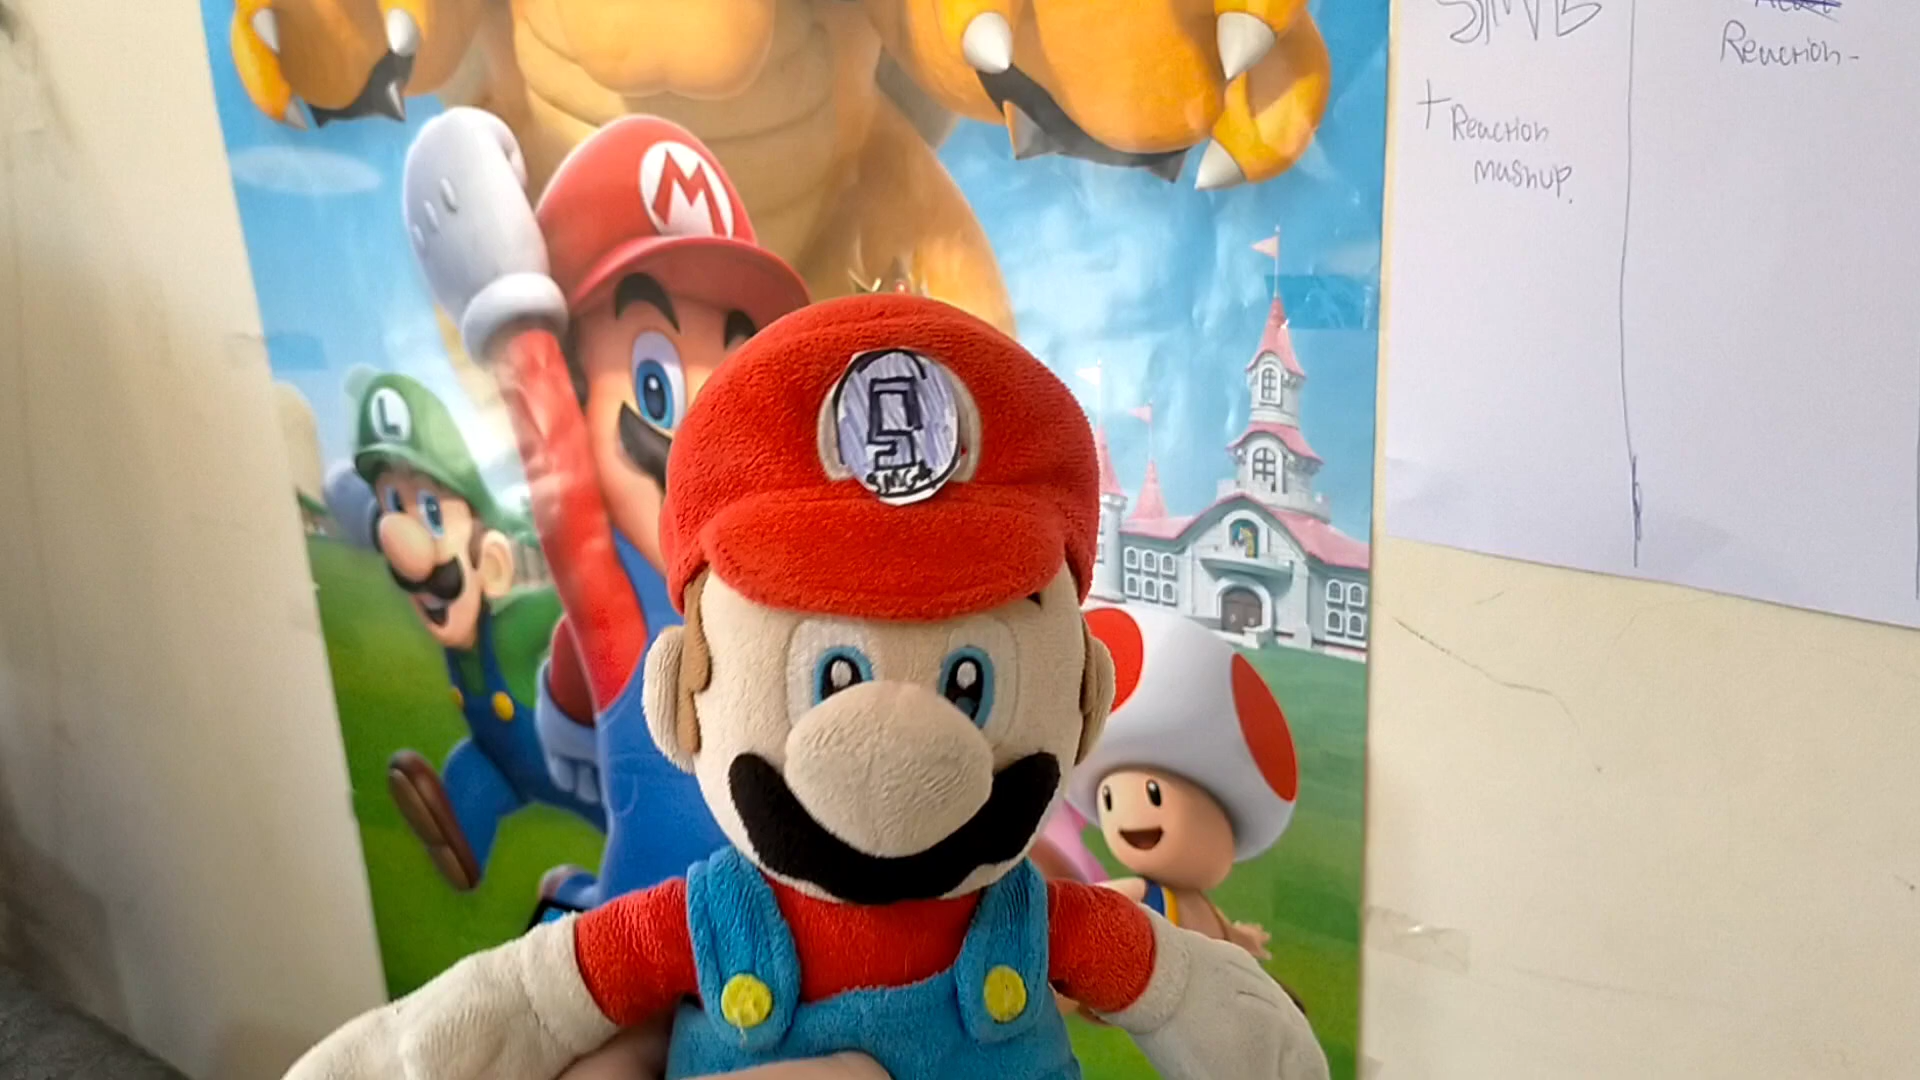 M
L
SMG4
SMB
+ Reaction
mashup.
Reaction-